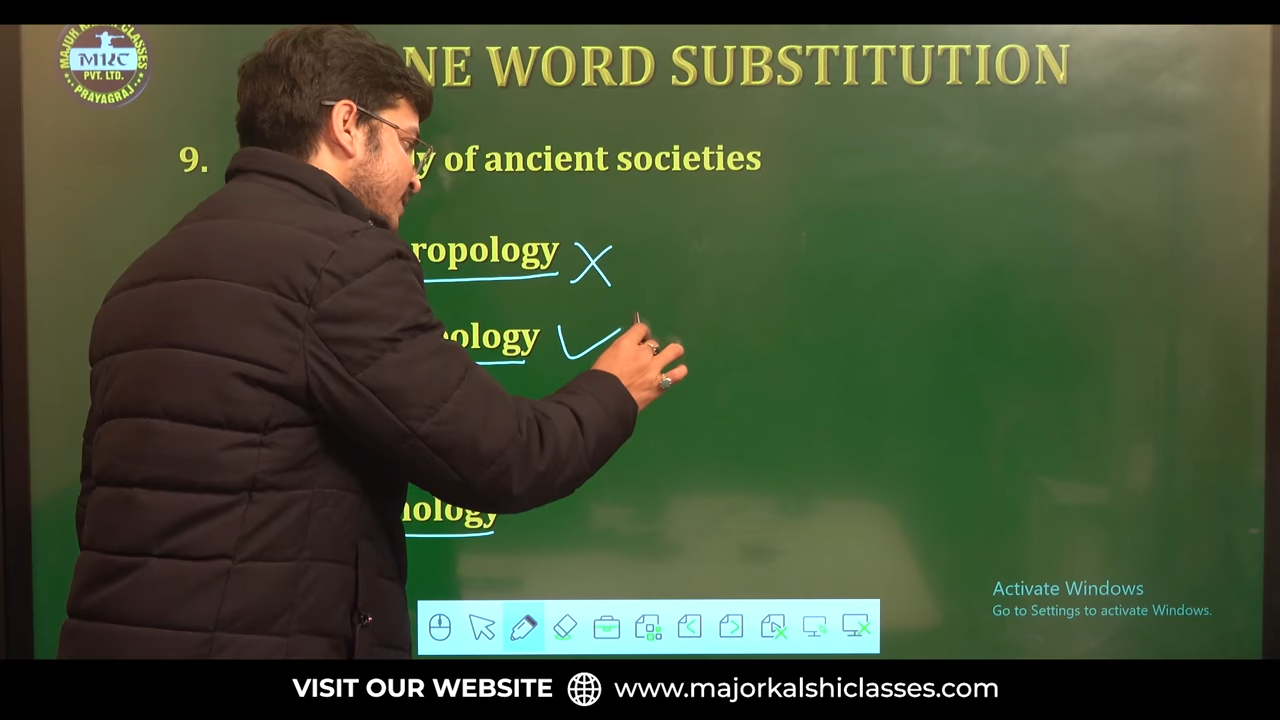 MAJOR KALSHI CLASSES
MKC
PVT. LTD.
PRAYAGRAJ
NE WORD SUBSTITUTION
9. y of ancient societies
ropology
ology
nology
Activate Windows
Go to Settings to activate Windows.
VISIT OUR WEBSITE www.majorkalshiclasses.com